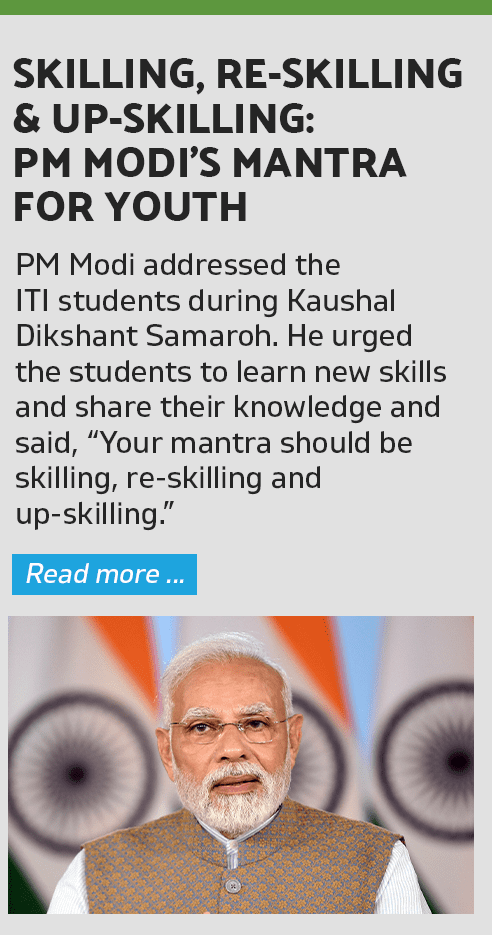 SKILLING, RE-SKILLING
& UP-SKILLING:
PM MODI’S MANTRA
FOR YOUTH
PM Modi addressed the
ITI students during Kaushal
Dikshant Samaroh. He urged
the students to learn new skills
and share their knowledge and
said, “Your mantra should be
skilling, re-skilling and
up-skilling.”
Read more ...